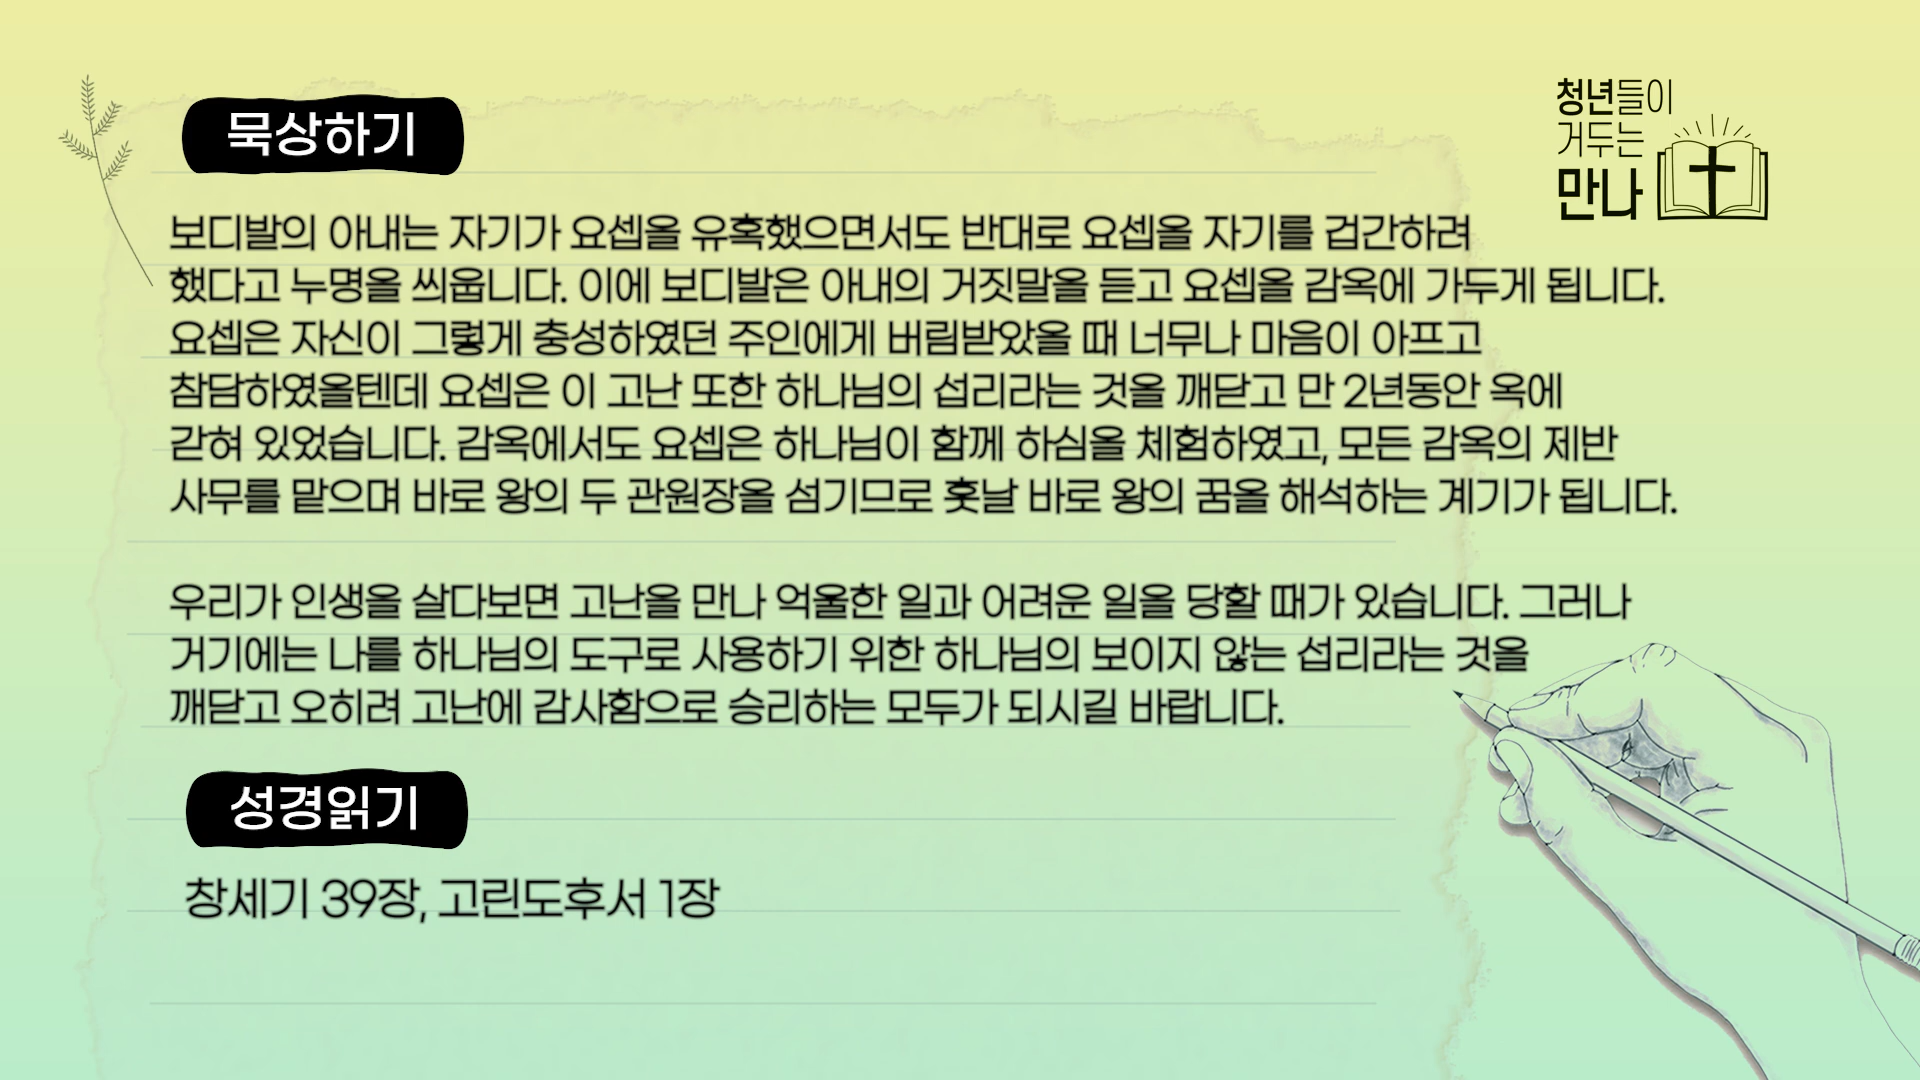 묵상하기
청년들이
거두는
만나
보디발의 아내는 자기가 요셉을 유혹했으면서도 반대로 요셉을 자기를 겁간하려
했다고 누명을 씌웁니다. 이에 보디발은 아내의 거짓말을 듣고 요셉을 감옥에 가두게 됩니다.
요셉은 자신이 그렇게 충성하였던 주인에게 버림받았을 때 너무나 마음이 아프고
참담하였을텐데 요셉은 이 고난 또한 하나님의 섭리라는 것을 깨닫고 만 2년동안 옥에
갇혀 있었습니다. 감옥에서도 요셉은 하나님이 함께 하심을 체험하였고, 모든 감옥의 제반
사무를 맡으며 바로 왕의 두 관원장을 섬기므로 훗날 바로 왕의 꿈을 해석하는 계기가 됩니다.
우리가 인생을 살다보면 고난을 만나 억울한 일과 어려운 일을 당할 때가 있습니다. 그러나
거기에는 나를 하나님의 도구로 사용하기 위한 하나님의 보이지 않는 섭리라는 것을
깨닫고 오히려 고난에 감사함으로 승리하는 모두가 되시길 바랍니다.
성경읽기
창세기 39장, 고린도후서 1장